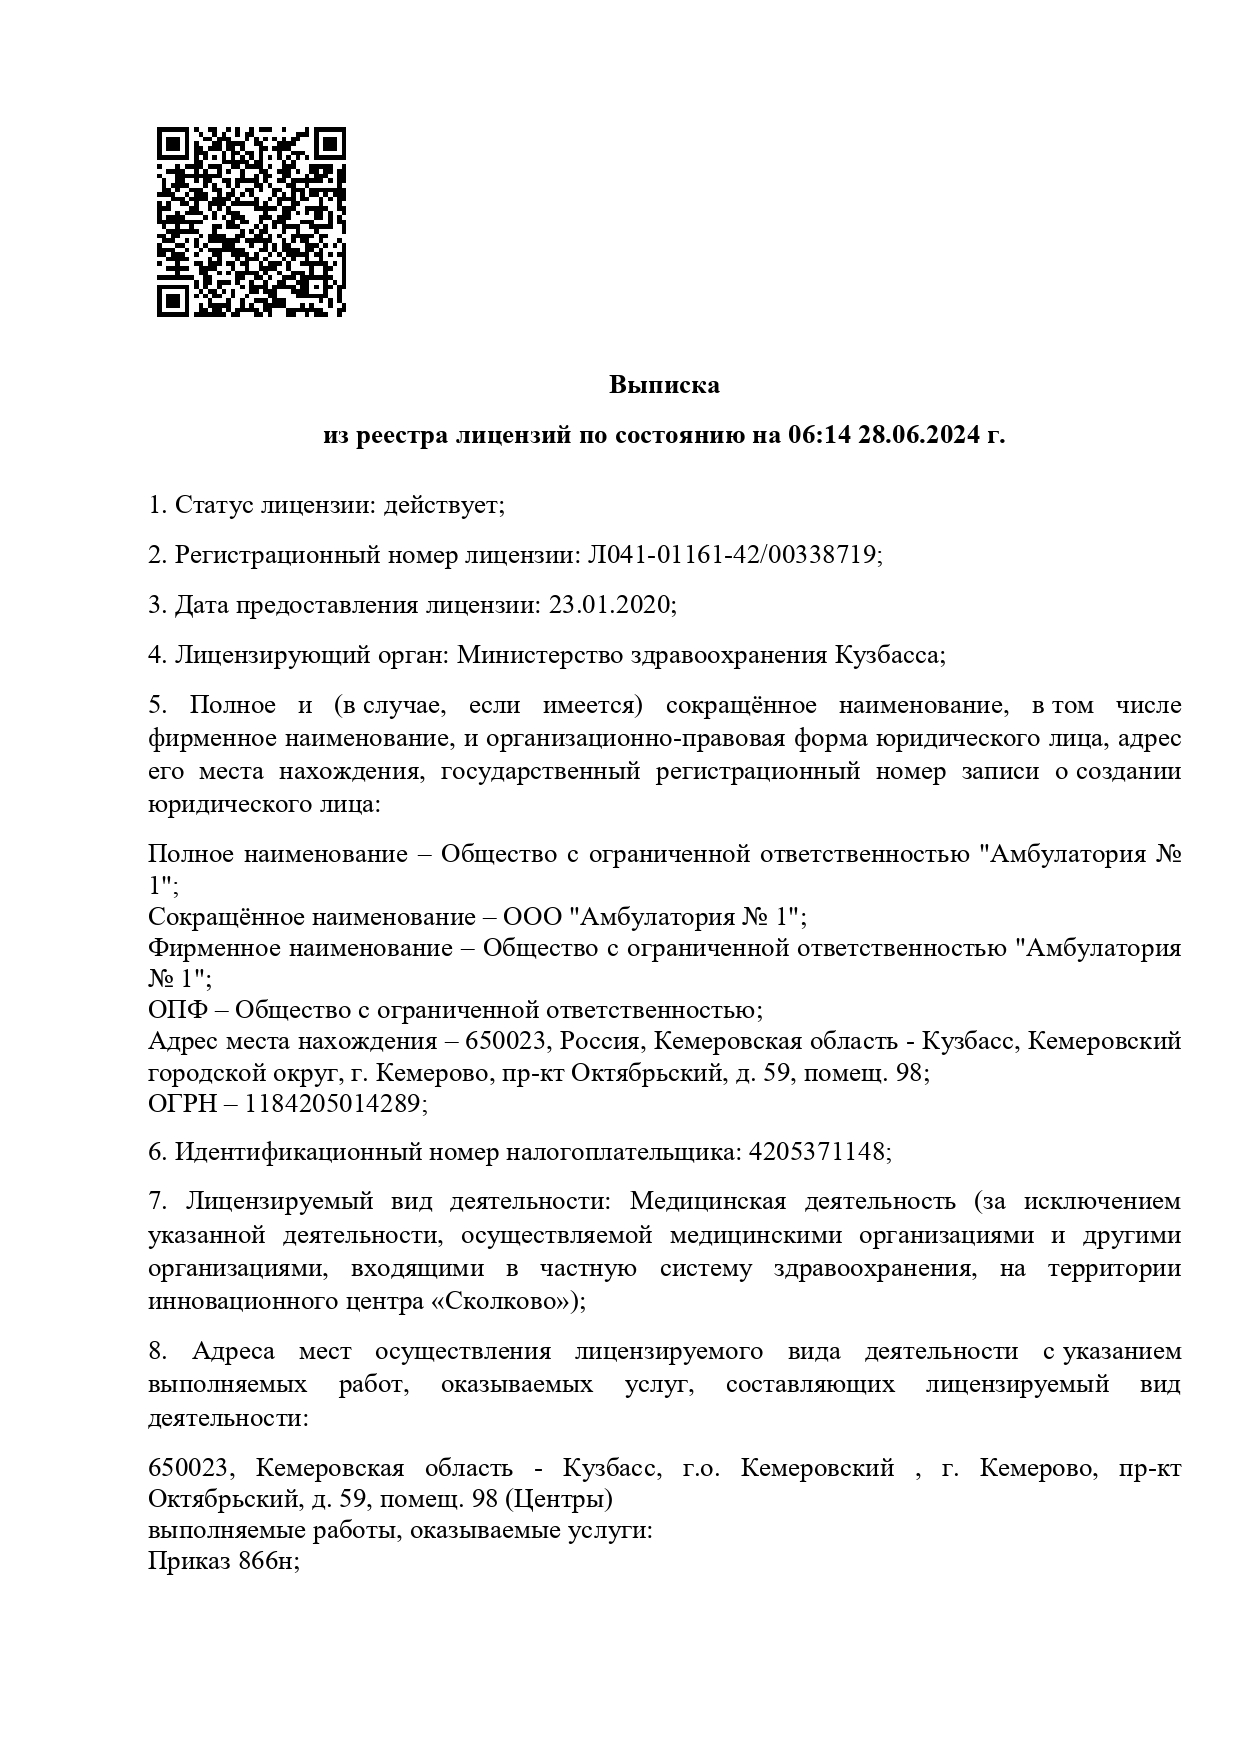 Выписка
из реестра лицензий по состоянию на 06:14 28.06.2024 г.
1. Статус лицензии: действует;
2. Регистрационный номер лицензии: Л041-01161-42/00338719;
3. Дата предоставления лицензии: 23.01.2020;
4. Лицензирующий орган: Министерство здравоохранения Кузбасса;
5. Полное и (в случае, если имеется) сокращённое наименование, в том числе
фирменное наименование, и организационно-правовая форма юридического лица, адрес
его места нахождения, государственный регистрационный номер записи о создании
юридического лица:
Полное наименование – Общество с ограниченной ответственностью "Амбулатория №
1";
Сокращённое наименование – ООО "Амбулатория № 1";
Фирменное наименование – Общество с ограниченной ответственностью "Амбулатория
№ 1";
ОПФ – Общество с ограниченной ответственностью;
Адрес места нахождения – 650023, Россия, Кемеровская область - Кузбасс, Кемеровский
городской округ, г. Кемерово, пр-кт Октябрьский, д. 59, помещ. 98;
ОГРН – 1184205014289;
6. Идентификационный номер налогоплательщика: 4205371148;
7. Лицензируемый вид деятельности: Медицинская деятельность (за исключением
указанной деятельности, осуществляемой медицинскими организациями и другими
организациями, входящими в частную систему здравоохранения, на территории
инновационного центра «Сколково»);
8. Адреса мест осуществления лицензируемого вида деятельности с указанием
выполняемых работ, оказываемых услуг, составляющих лицензируемый вид
деятельности:
650023, Кемеровская область - Кузбасс, г.о. Кемеровский , г. Кемерово, пр-кт
Октябрьский, д. 59, помещ. 98 (Центры)
выполняемые работы, оказываемые услуги:
Приказ 866н;